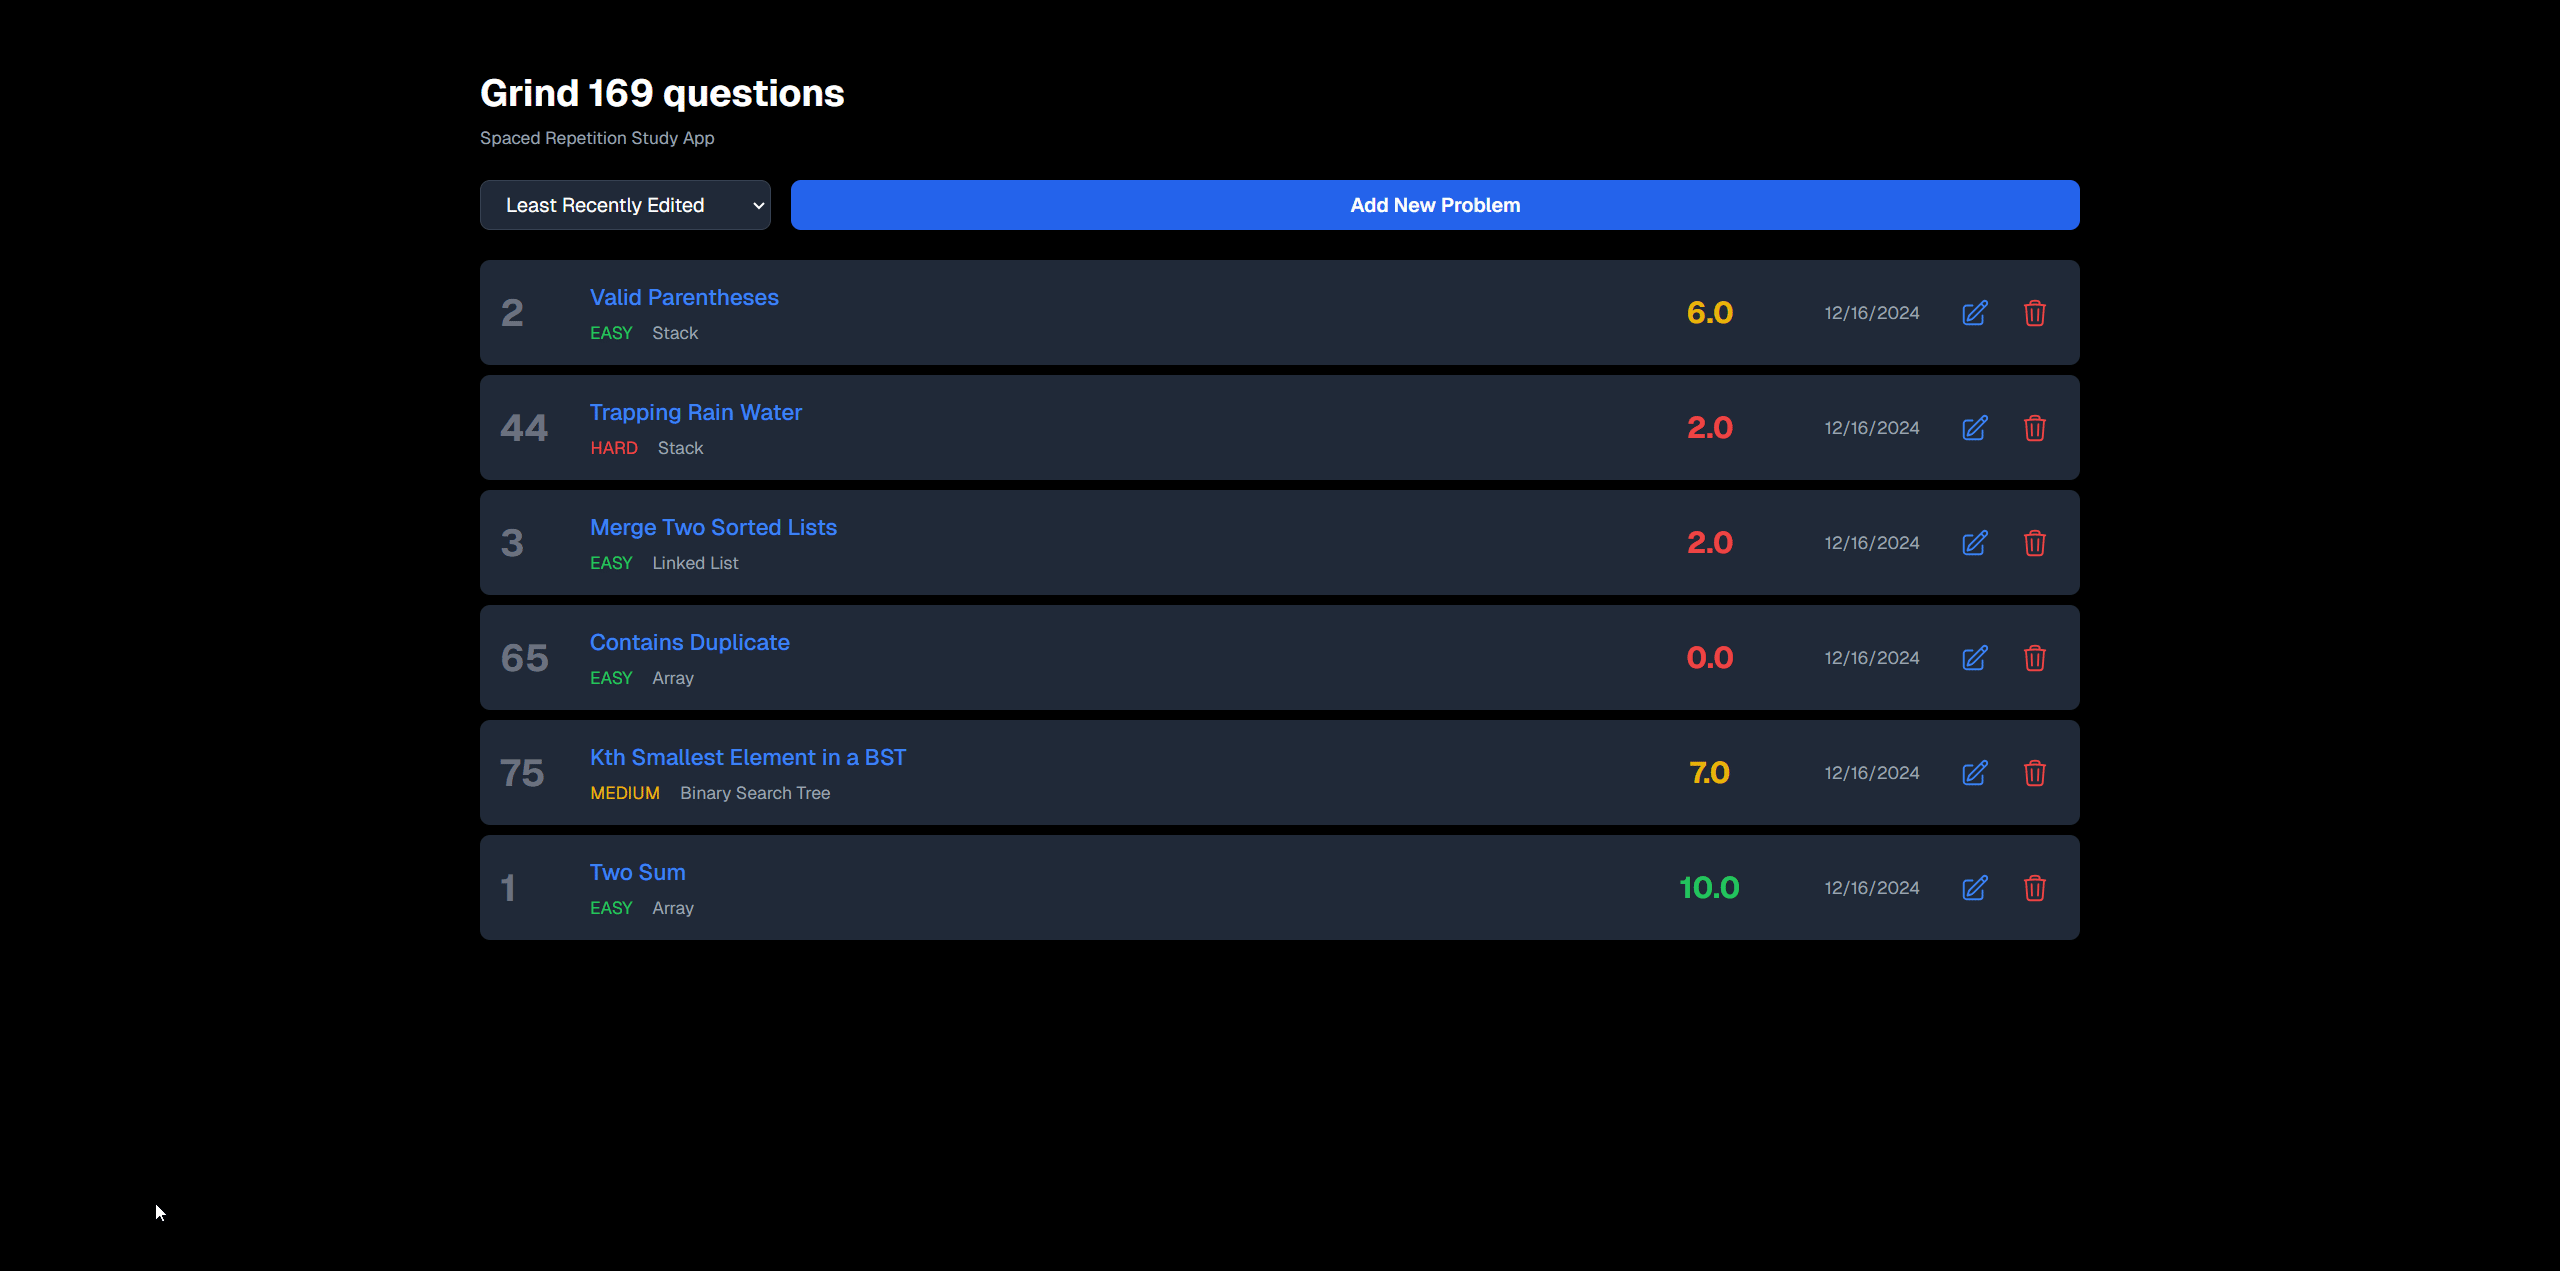 Grind 169 questions
Spaced Repetition Study App
Least Recently Edited Add New Problem
2 Valid Parentheses 6.0 12/16/2024
EASY Stack
44 Trapping Rain Water 2.0 12/16/2024
HARD Stack
3 Merge Two Sorted Lists 2.0 12/16/2024
EASY Linked List
65 Contains Duplicate 0.0 12/16/2024
EASY Array
75 Kth Smallest Element in a BST 7.0 12/16/2024
MEDIUM Binary Search Tree
1 Two Sum 10.0 12/16/2024
EASY Array